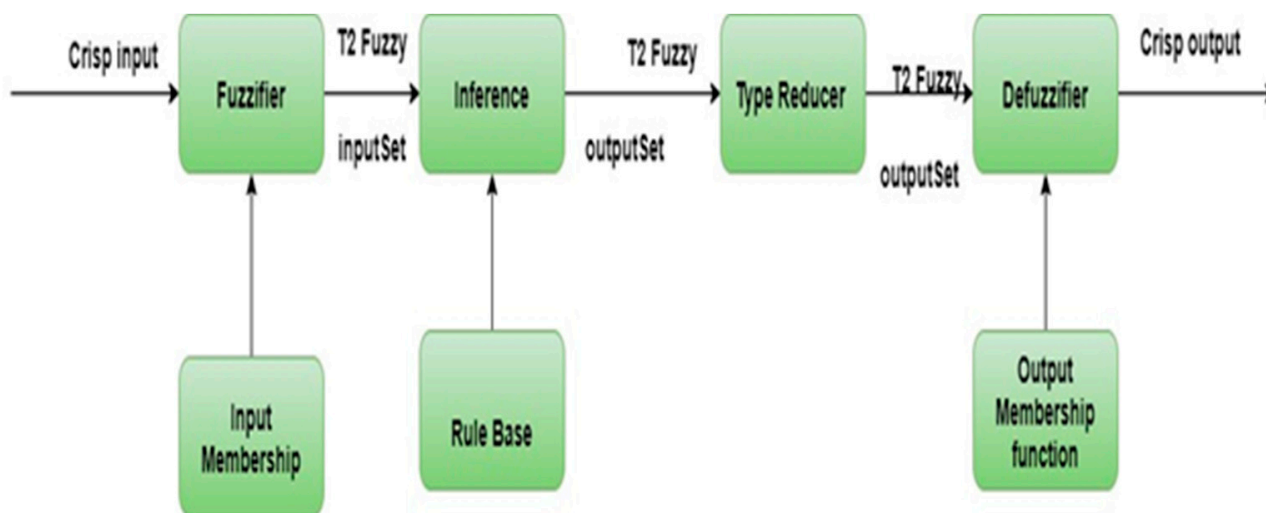 Crisp input
Fuzzifier
T2 Fuzzy
inputSet
Inference
T2 Fuzzy
outputSet
Type Reducer
T2 Fuzzy
outputSet
Defuzzifier
Crisp output
Input
Membership
Rule Base
Output
Membership
function